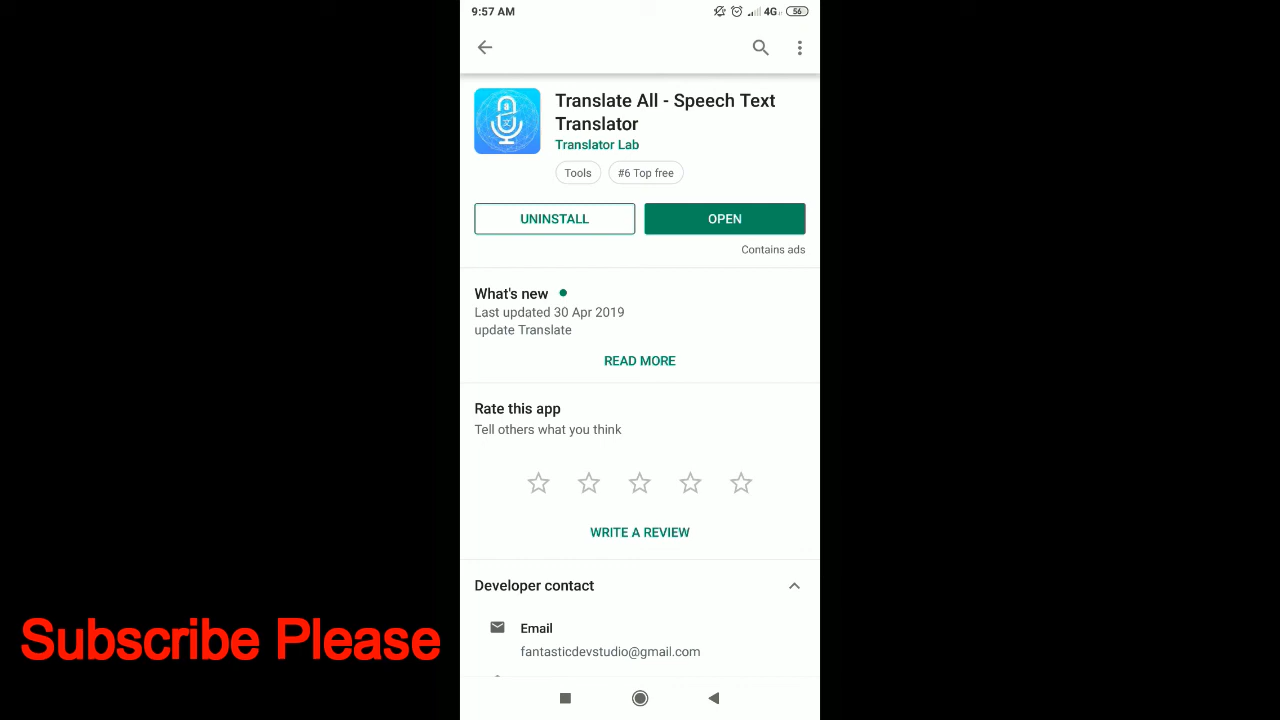 9:57 AM
4G
56
Translate All - Speech Text
Translator
Translator Lab
Tools
#6 Top free
UNINSTALL
OPEN
Contains ads
What's new
Last updated 30 Apr 2019
update Translate
READ MORE
Rate this app
Tell others what you think
WRITE A REVIEW
Developer contact
Email
fantasticdevstudio@gmail.com
Subscribe Please